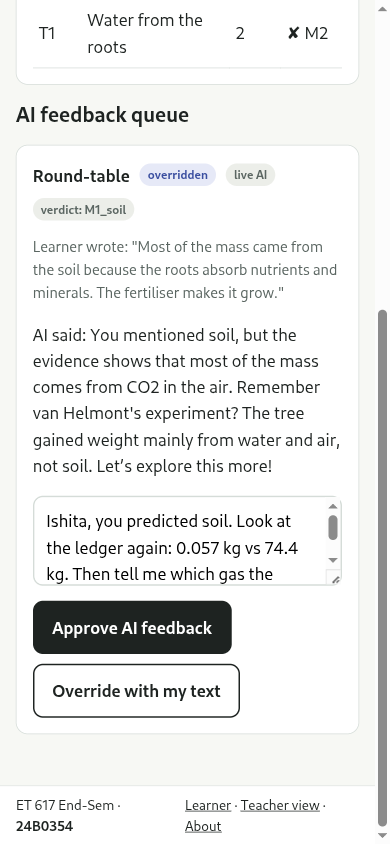 T1 Water from the roots 2 ✘ M2
AI feedback queue
Round-table overridden live AI
verdict: M1_soil
Learner wrote: "Most of the mass came from
the soil because the roots absorb nutrients and
minerals. The fertiliser makes it grow."
AI said: You mentioned soil, but the
evidence shows that most of the mass
comes from CO2 in the air. Remember
van Helmont's experiment? The tree
gained weight mainly from water and air,
not soil. Let’s explore this more!
Ishita, you predicted soil. Look at
the ledger again: 0.057 kg vs 74.4
kg. Then tell me which gas the
Approve AI feedback
Override with my text
ET 617 End-Sem ·
24B0354
Learner · Teacher view ·
About